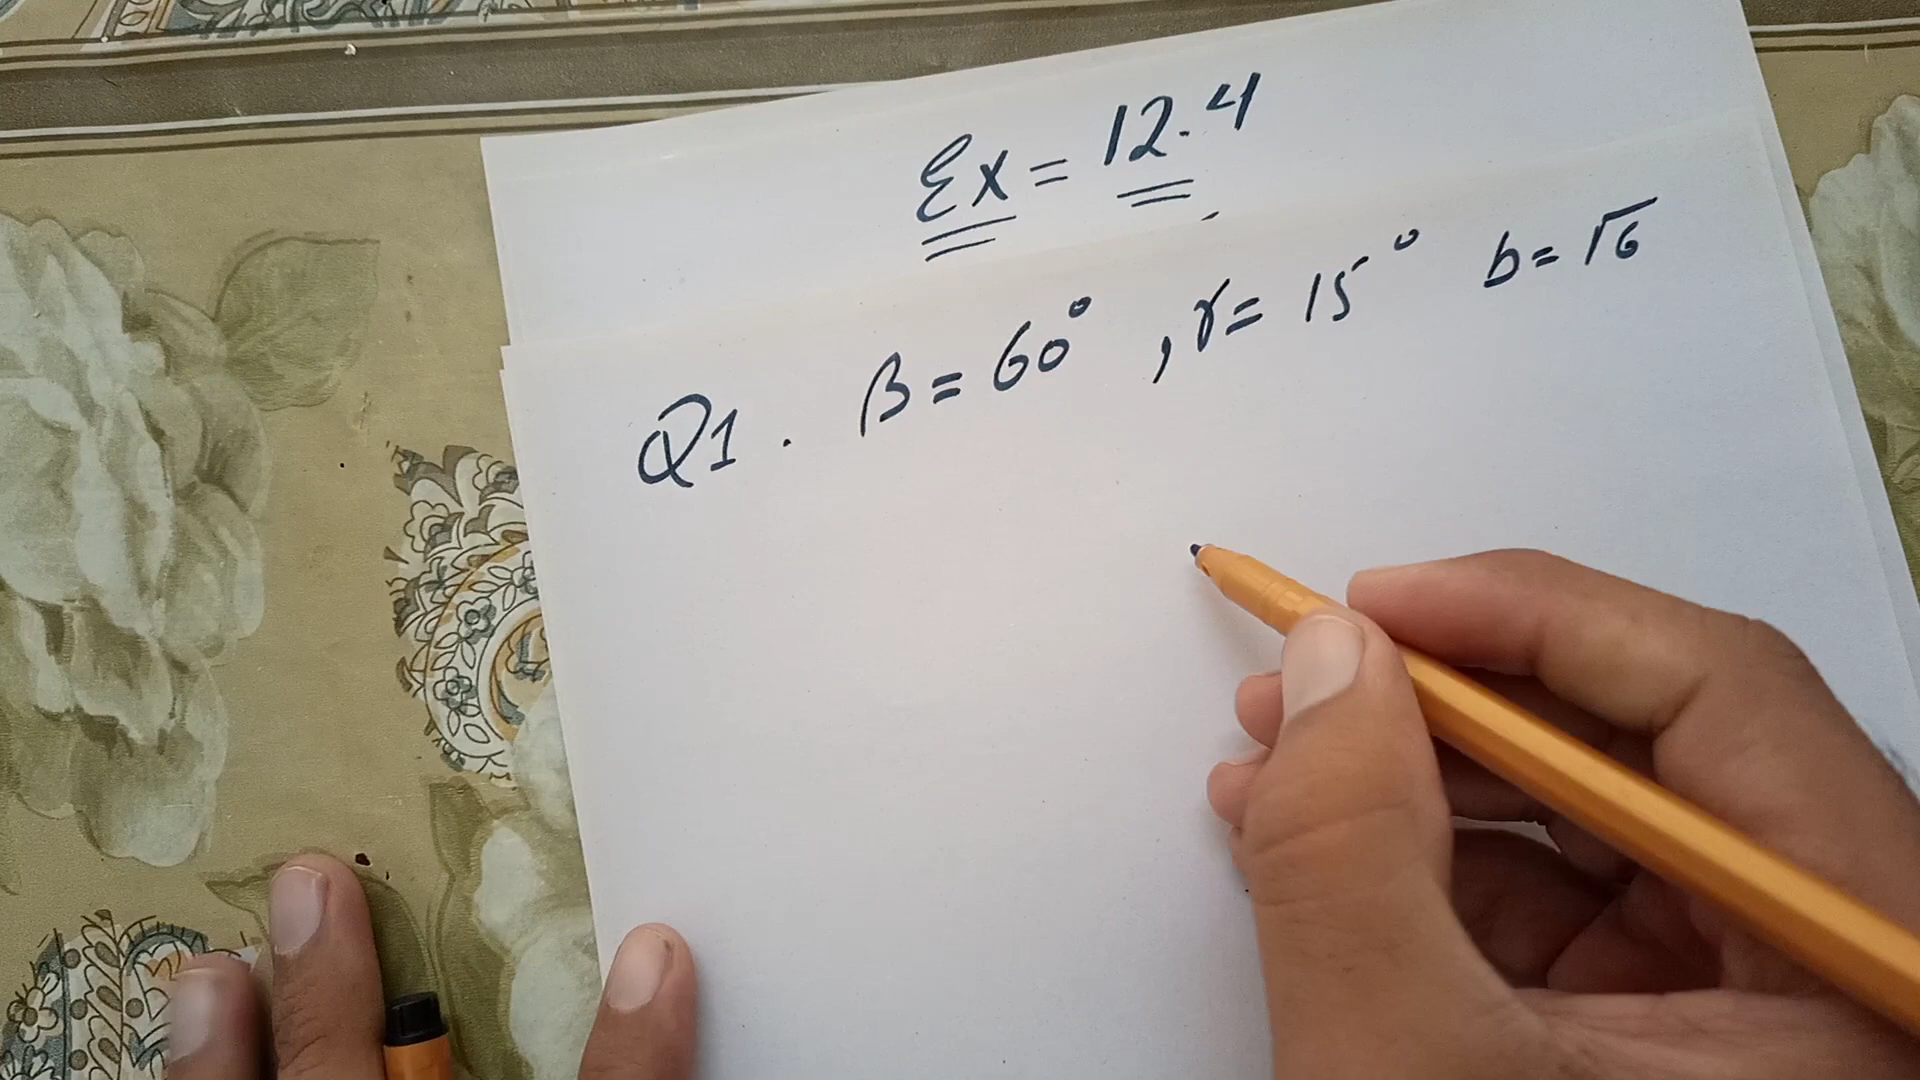 Ex = 12.4
Q1. β = 60° , γ = 15° b = √6